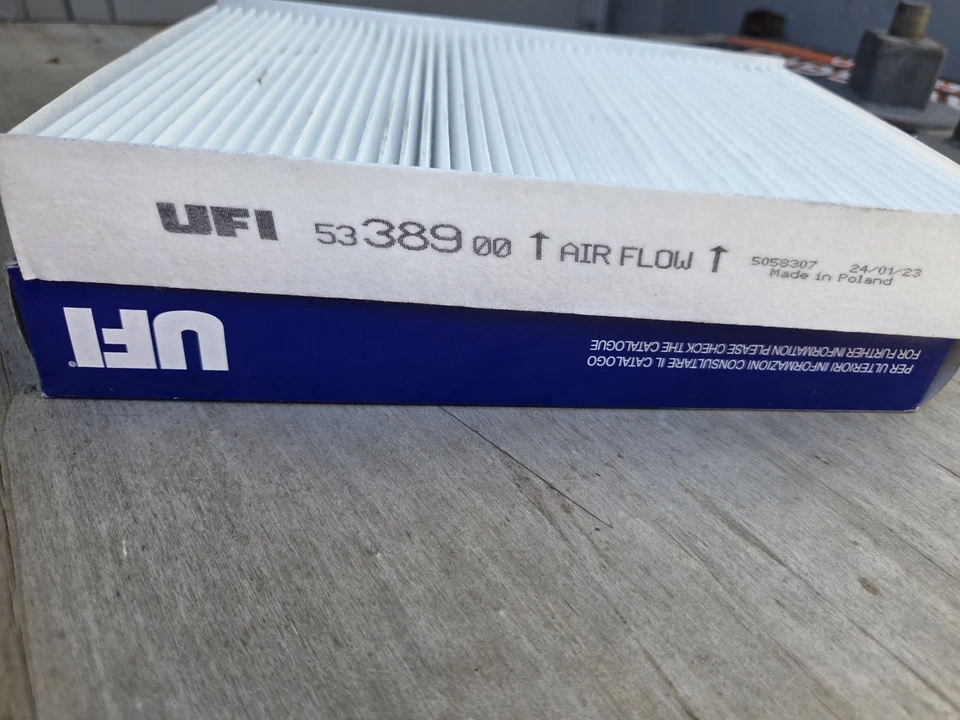 UFI 53 389 00 ↑ AIR FLOW ↑ 5058307 24/01/23
Made in Poland
UFI®
PER ULTERIORI INFORMAZIONI CONSULTARE IL CATALOGO
FOR FURTHER INFORMATION PLEASE CHECK THE CATALOGUE